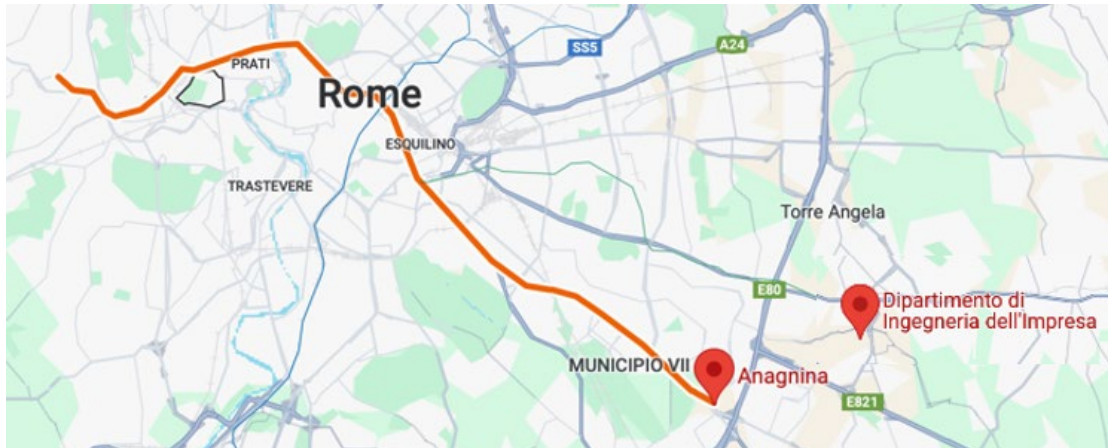 SS5
A24
PRATI
Rome
ESQUILINO
TRASTEVERE
Torre Angela
E80
Dipartimento di
Ingegneria dell'Impresa
MUNICIPIO VII
Anagnina
E821